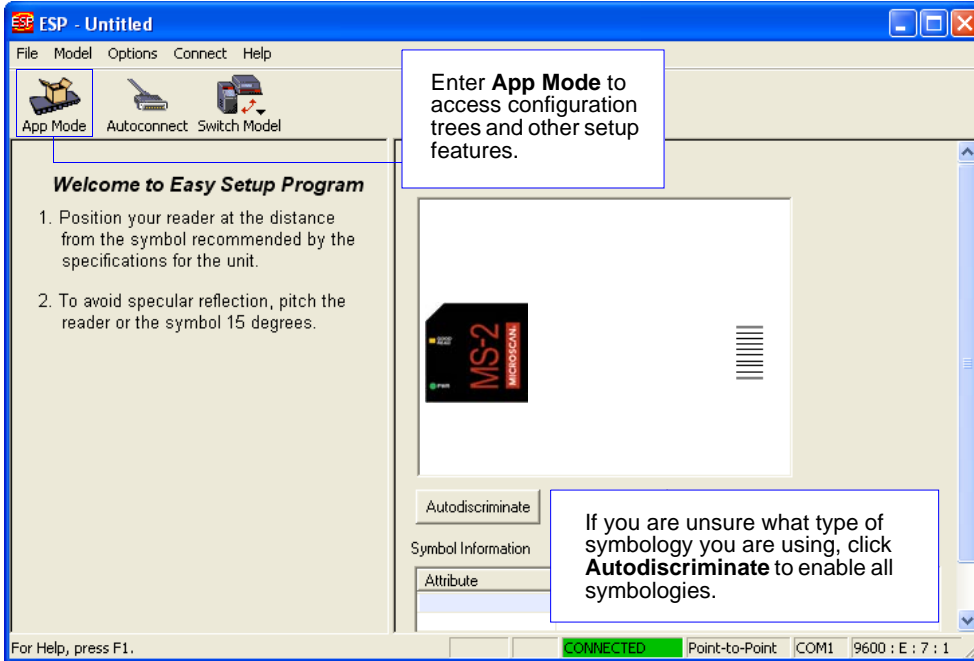 ESP - Untitled
File Model Options Connect Help
App Mode Autoconnect Switch Model
Enter App Mode to
access configuration
trees and other setup
features.
Welcome to Easy Setup Program
1. Position your reader at the distance
from the symbol recommended by the
specifications for the unit.
2. To avoid specular reflection, pitch the
reader or the symbol 15 degrees.
GOOD
READ
PWR
MS-2
MICROSCAN.
Autodiscriminate
If you are unsure what type of
symbology you are using, click
Autodiscriminate to enable all
symbologies.
Symbol Information
Attribute
For Help, press F1.
CONNECTED
Point-to-Point
COM1
9600 : E : 7 : 1